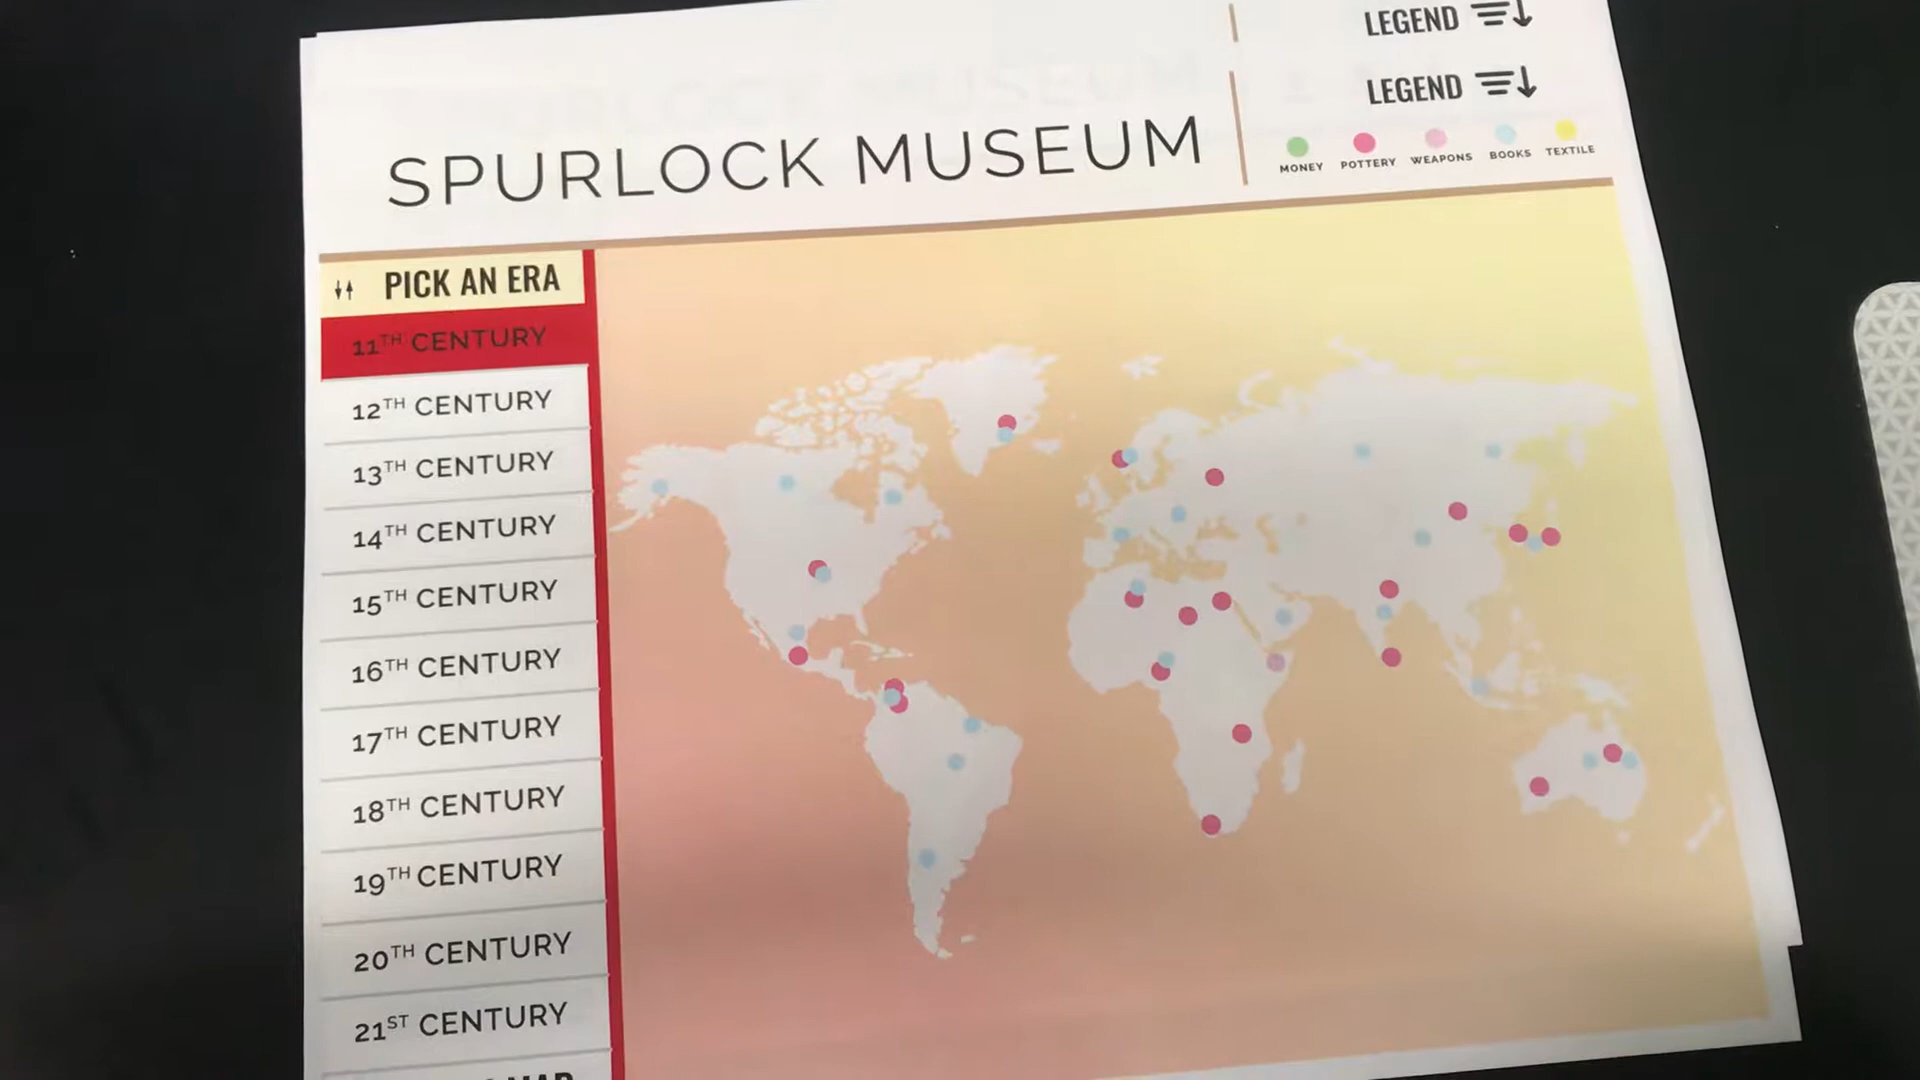 LEGEND
LEGEND
SPURLOCK MUSEUM
MONEY POTTERY WEAPONS BOOKS TEXTILE
PICK AN ERA
11TH CENTURY
12TH CENTURY
13TH CENTURY
14TH CENTURY
15TH CENTURY
16TH CENTURY
17TH CENTURY
18TH CENTURY
19TH CENTURY
20TH CENTURY
21ST CENTURY